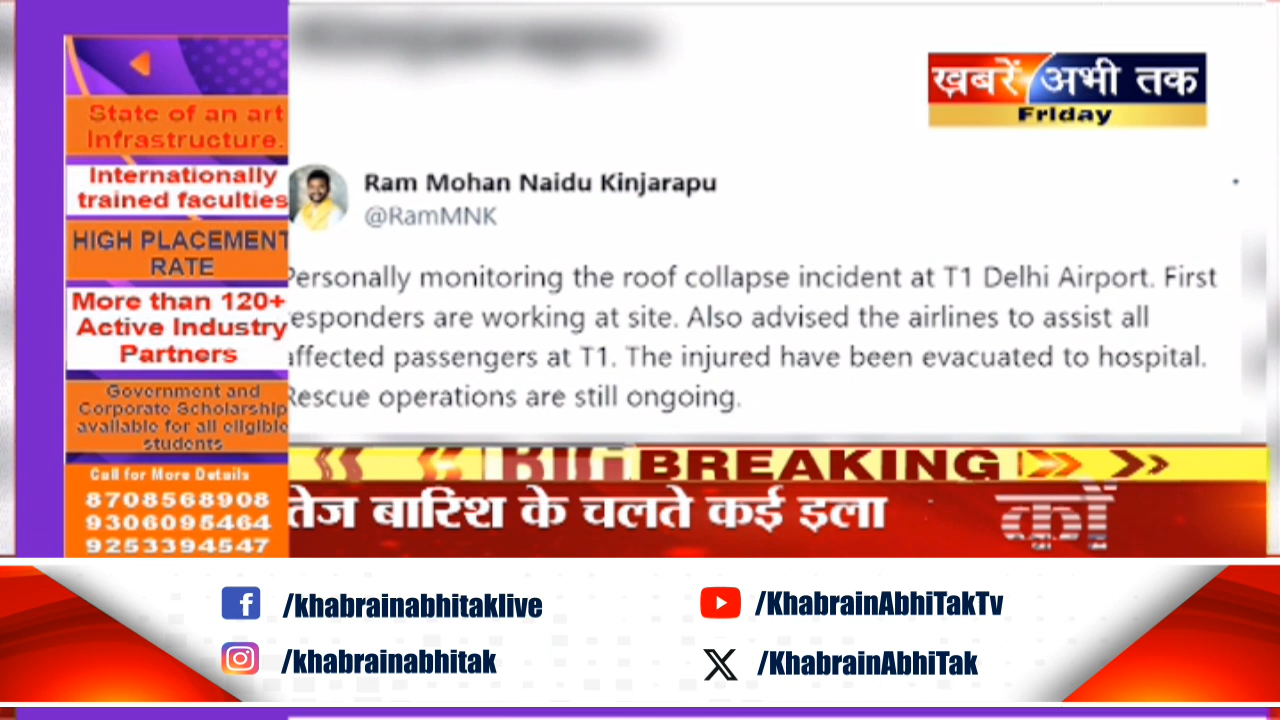 State of an art
Infrastructure.
Internationally
trained faculties
HIGH PLACEMENT
RATE
More than 120+
Active Industry
Partners
Government and
Corporate Scholarship
available for all eligible
students
Call for More Details
8708568908
9306095464
9253394547
ख़बरें अभी तक
Friday
Ram Mohan Naidu Kinjarapu
@RamMNK
Personally monitoring the roof collapse incident at T1 Delhi Airport. First
responders are working at site. Also advised the airlines to assist all
affected passengers at T1. The injured have been evacuated to hospital.
Rescue operations are still ongoing.
BIG BREAKING
तेज बारिश के चलते कई इला
/khabrainabhitaklive
/KhabrainAbhiTakTv
/khabrainabhitak
/KhabrainAbhiTak